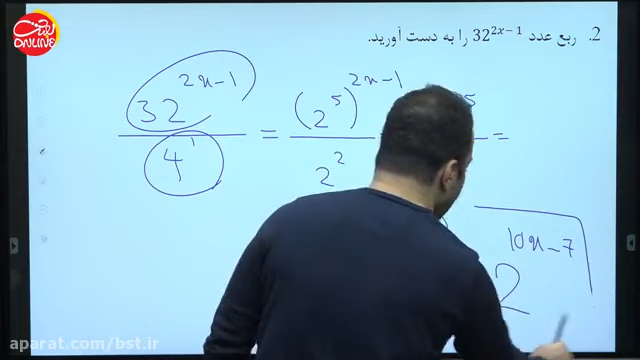 ONLINE
2. ربع عدد 32^{2x-1} را به دست آورید.
32^{2x-1} / 4^1 = (2^5)^{2x-1} / 2^2 =
2^{10x-7}
aparat.com/bst.ir